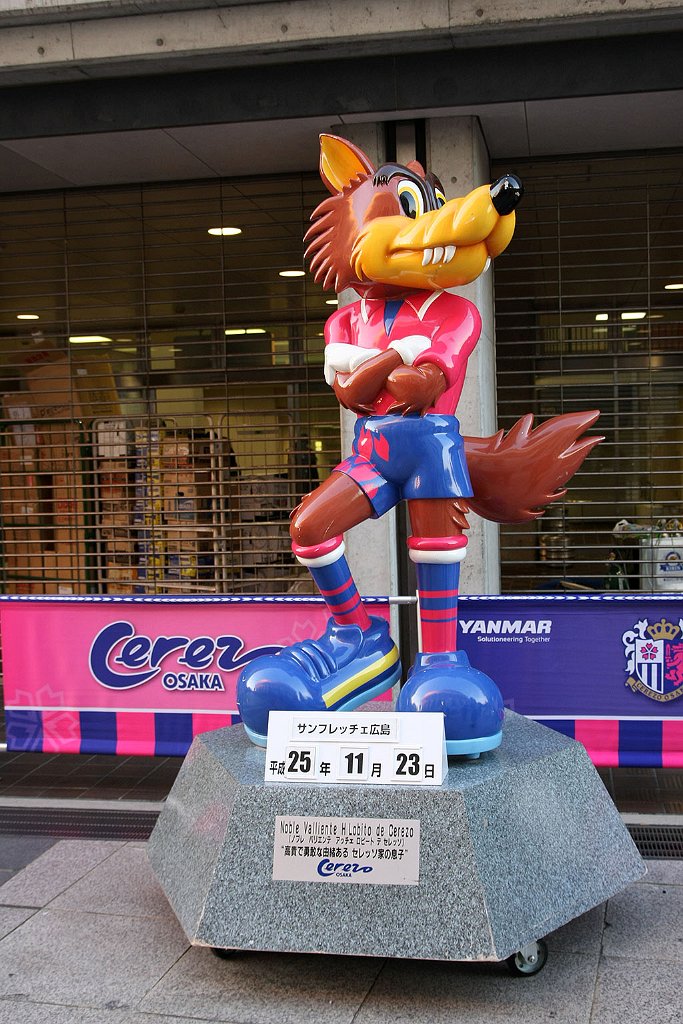 Cerezo
OSAKA
YANMAR
Solutioneering Together
CEREZO OSAKA
サンフレッチェ広島
平成25年11月23日
Noble Valliente H Lobito de Cerezo
(ノブレ バリエンテ アッチェ ロビート デ セレッソ)
"高貴で勇敢な由緒ある セレッソ家の息子"
Cerezo
OSAKA